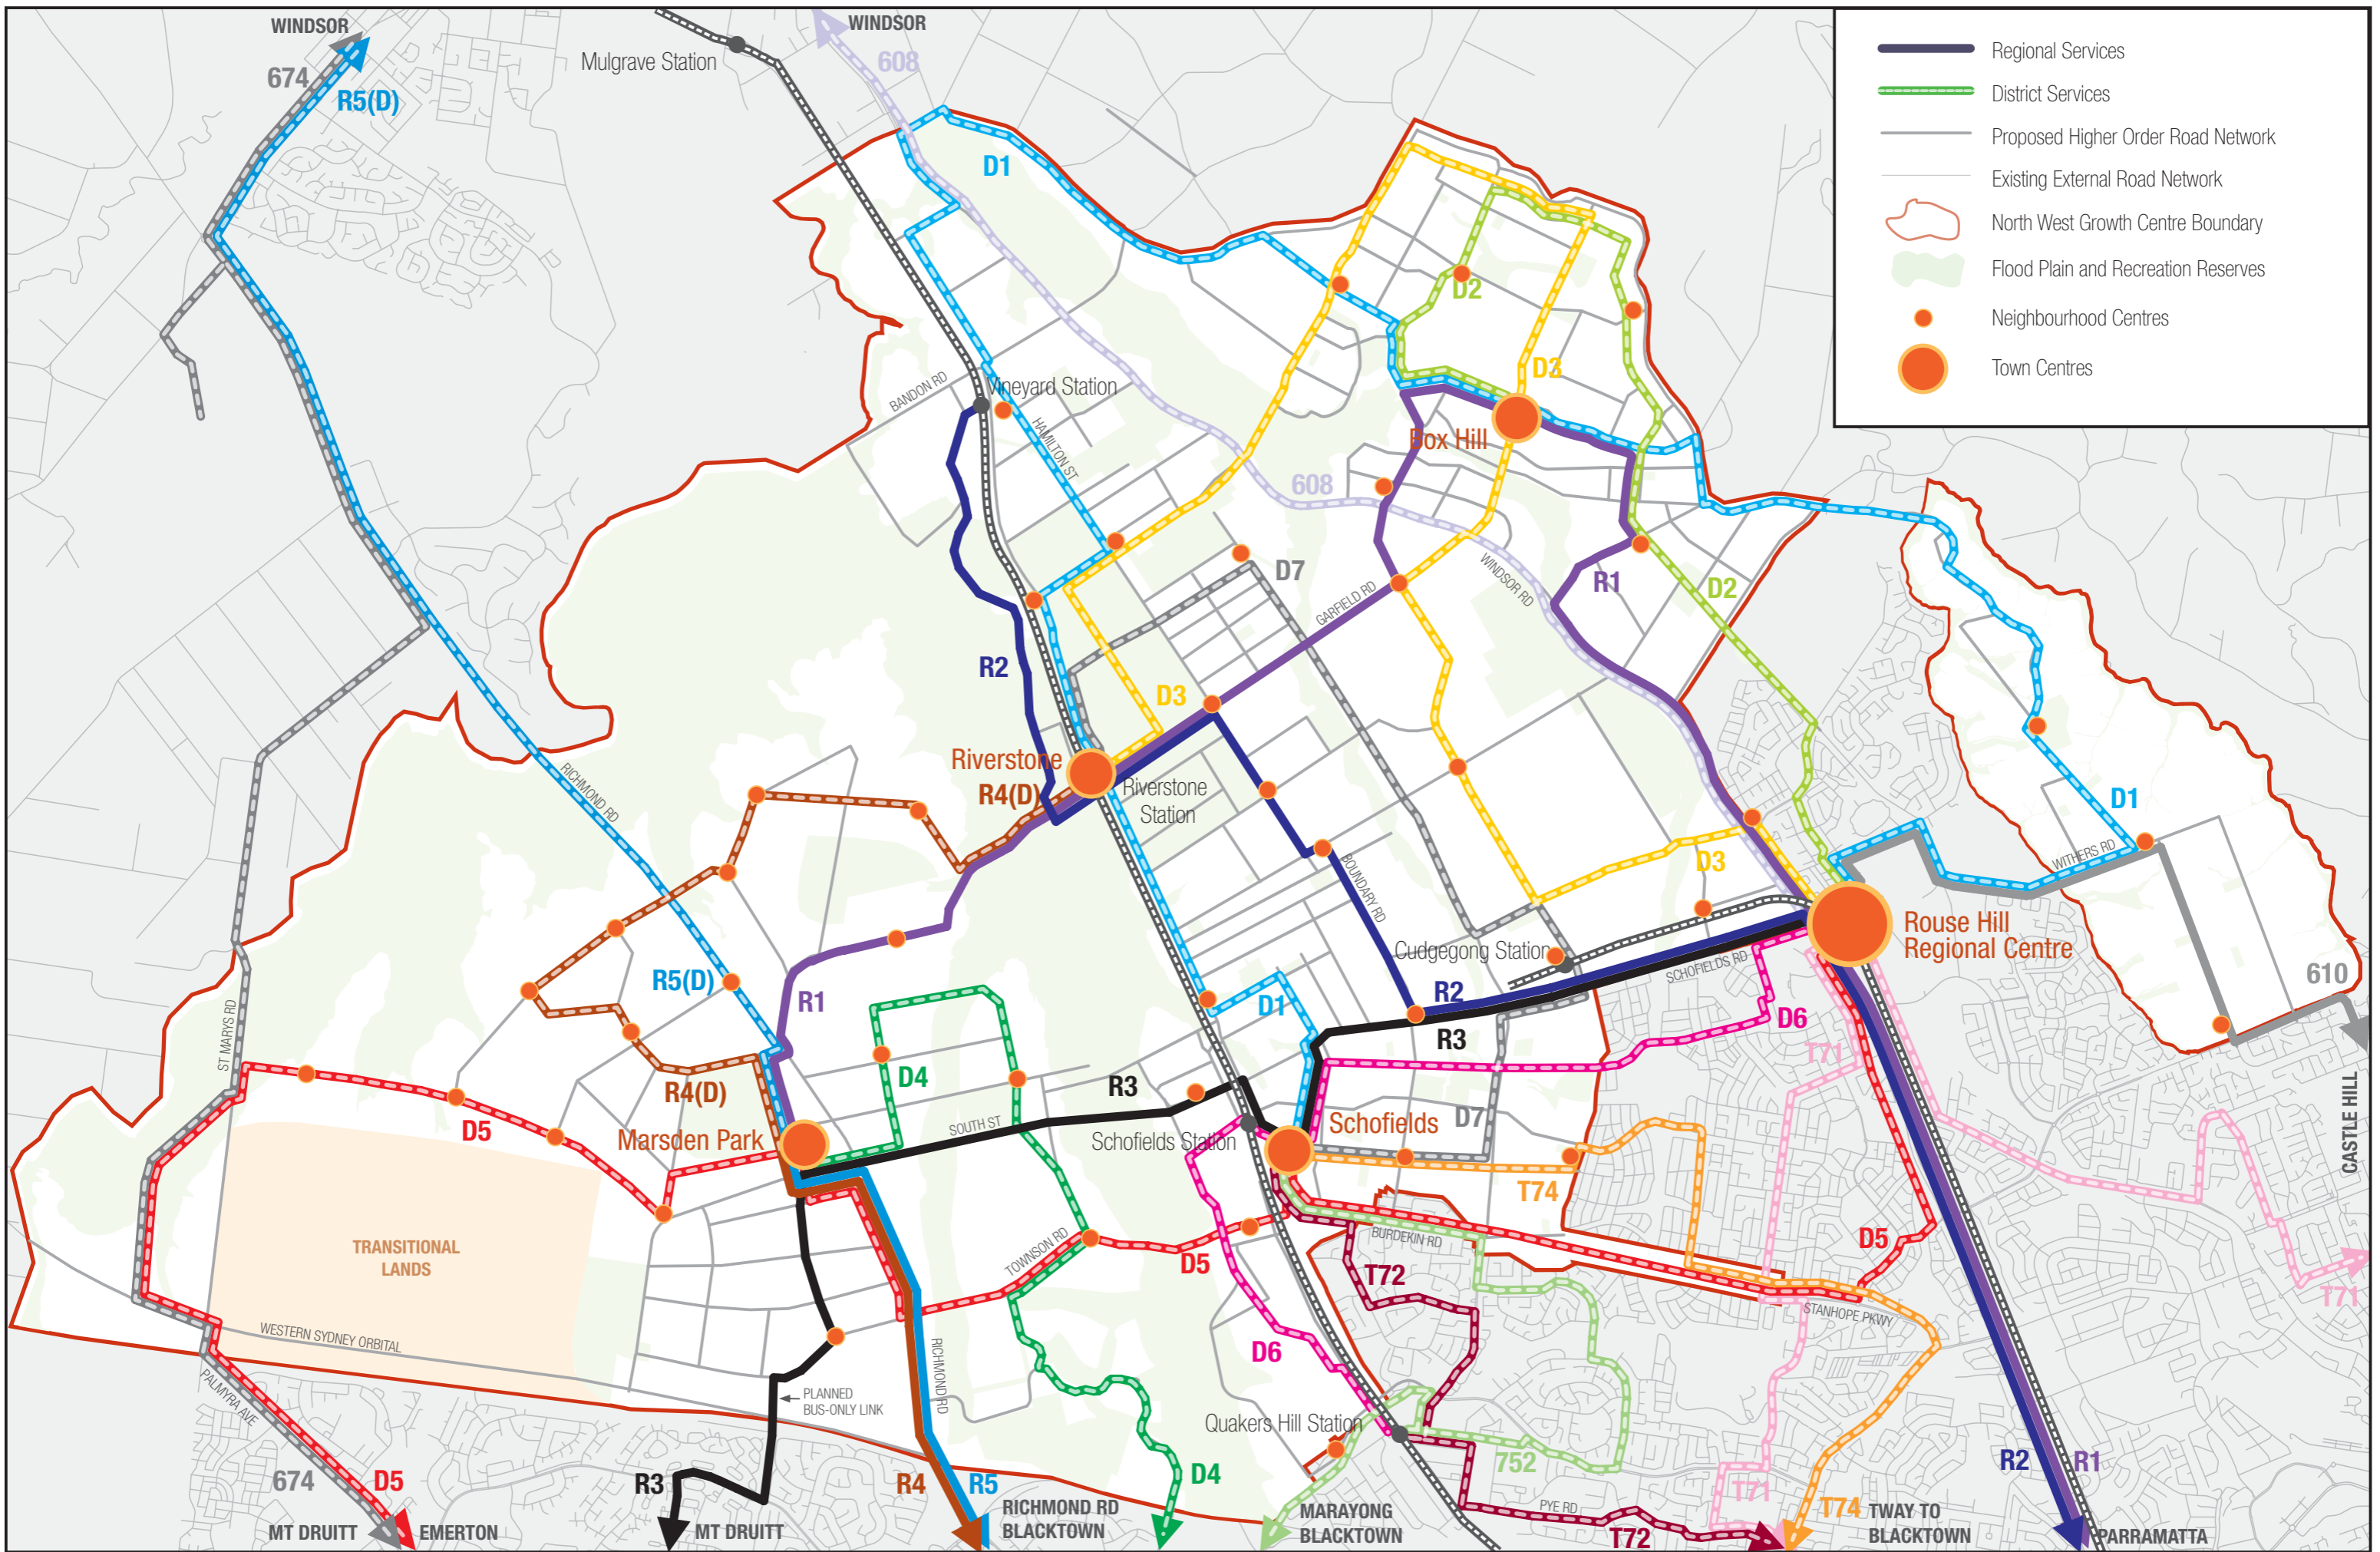 WINDSOR
674
R5(D)
Mulgrave Station
WINDSOR
608
D1
Regional Services
District Services
Proposed Higher Order Road Network
Existing External Road Network
North West Growth Centre Boundary
Flood Plain and Recreation Reserves
Neighbourhood Centres
Town Centres
D2
D3
BANDON RD
Vineyard Station
HAMILTON ST
Box Hill
608
D7
WINDSOR RD
R1
D2
GARFIELD RD
R2
D3
Riverstone
R4(D)
Riverstone
Station
RICHMOND RD
D1
WITHERS RD
D3
BOUNDARY RD
Cudgegong Station
SCHOFIELDS RD
Rouse Hill
Regional Centre
610
R5(D)
R1
D1
R2
R3
D6
T71
ST MARYS RD
D4
R4(D)
R3
D5
SOUTH ST
Marsden Park
Schofields Station
Schofields
D7
CASTLE HILL
T74
BURDEKIN RD
D5
TRANSITIONAL
LANDS
TOWNSON RD
D5
T72
T71
STANHOPE PKWY
WESTERN SYDNEY ORBITAL
D6
RICHMOND RD
PALMYRA AVE
PLANNED
BUS-ONLY LINK
Quakers Hill Station
752
R2
R1
674
D5
R3
R4
R5
D4
T71
PYE RD
T74
RICHMOND RD
BLACKTOWN
MARAYONG
BLACKTOWN
TWAY TO
BLACKTOWN
MT DRUITT
EMERTON
MT DRUITT
T72
PARRAMATTA